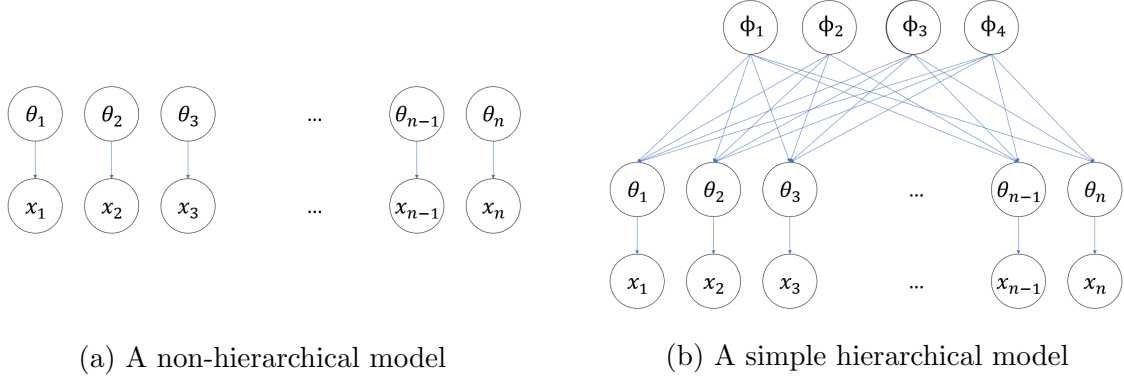 θ₁ θ₂ θ₃ ... θₙ₋₁ θₙ
x₁ x₂ x₃ ... xₙ₋₁ xₙ
(a) A non-hierarchical model
ϕ₁ ϕ₂ ϕ₃ ϕ₄
θ₁ θ₂ θ₃ ... θₙ₋₁ θₙ
x₁ x₂ x₃ ... xₙ₋₁ xₙ
(b) A simple hierarchical model